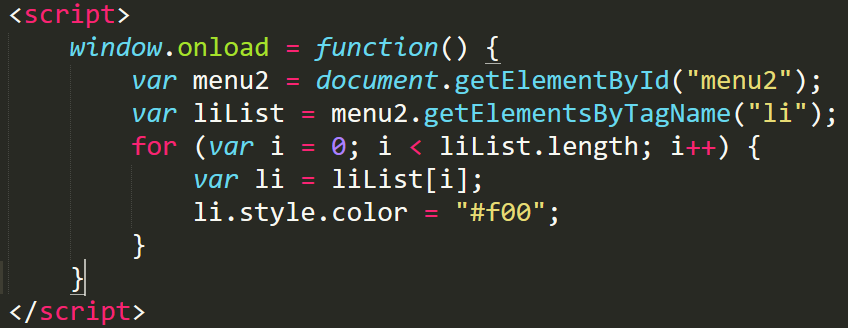 <script>
    window.onload = function() {
        var menu2 = document.getElementById("menu2");
        var liList = menu2.getElementsByTagName("li");
        for (var i = 0; i < liList.length; i++) {
            var li = liList[i];
            li.style.color = "#f00";
        }
    }
</script>